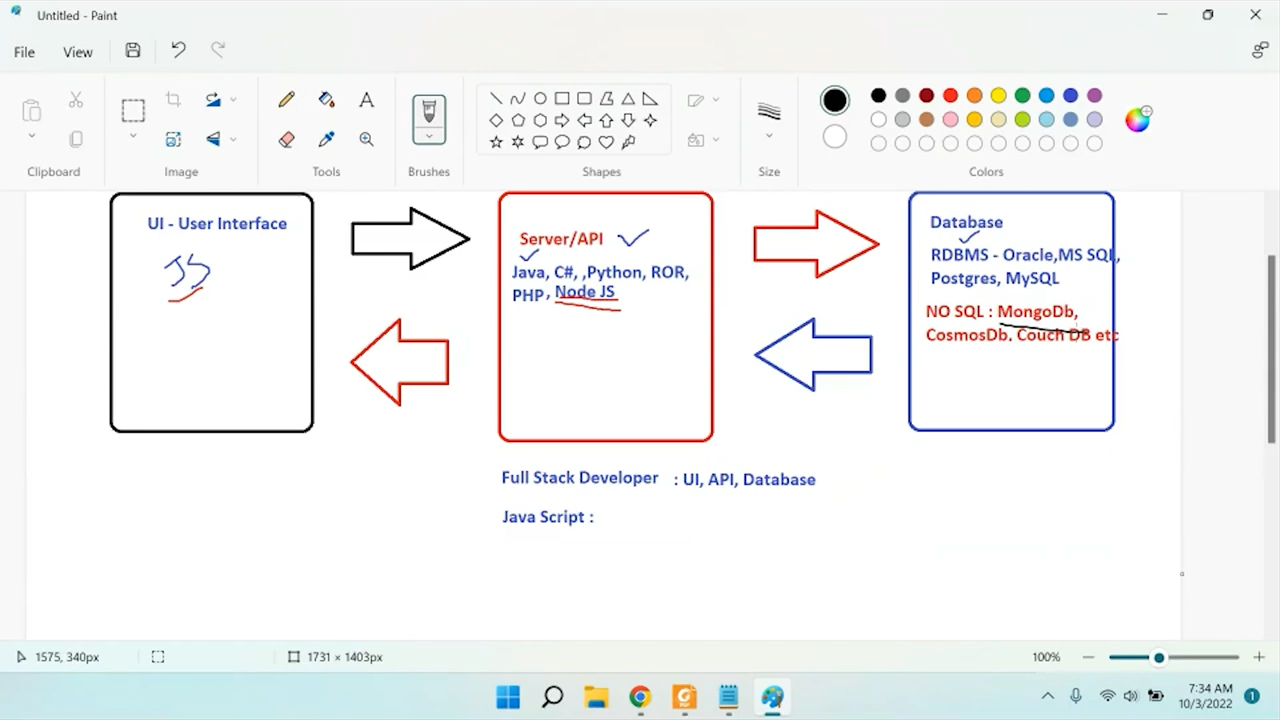 Untitled - Paint
File View
Clipboard
Image
Tools
Brushes
Shapes
Size
Colors
UI - User Interface
JS
Server/API
Java, C#, ,Python, ROR,
PHP, Node JS
Database
RDBMS - Oracle,MS SQL,
Postgres, MySQL
NO SQL : MongoDb,
CosmosDb, Couch DB etc
Full Stack Developer : UI, API, Database
Java Script :
1575, 340px
1731 × 1403px
100%
7:34 AM
10/3/2022
1